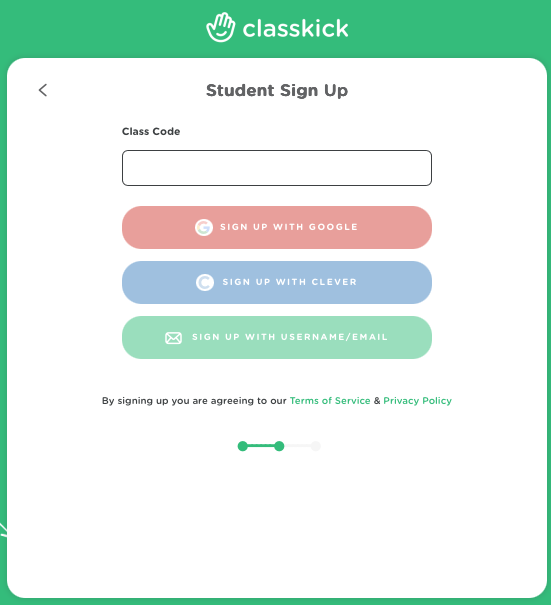 classkick
Student Sign Up
Class Code
SIGN UP WITH GOOGLE
SIGN UP WITH CLEVER
SIGN UP WITH USERNAME/EMAIL
By signing up you are agreeing to our Terms of Service & Privacy Policy